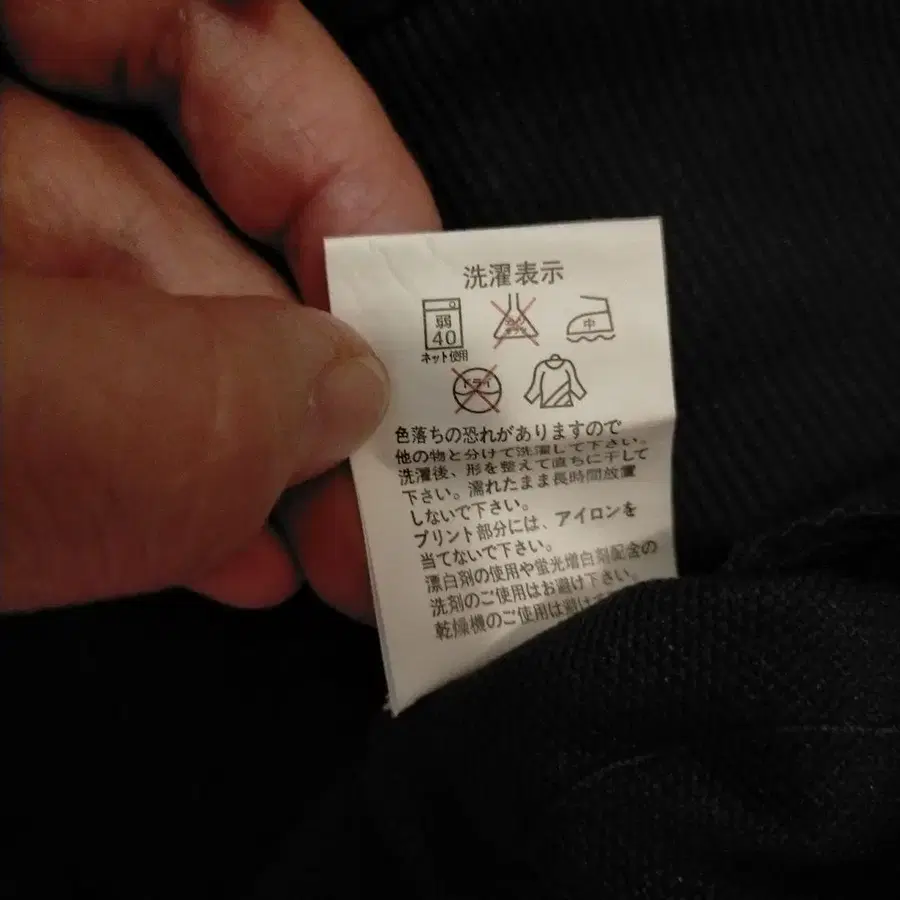 洗濯表示
弱
40
中
ネット使用
ドライ
色落ちの恐れがありますので
他の物と分けて洗濯して下さい。
洗濯後、形を整えて直ちに干して
下さい。濡れたまま長時間放置
しないで下さい。
プリント部分には、アイロンを
当てないで下さい。
漂白剤の使用や蛍光増白剤配合の
洗剤のご使用はお避け下さい。
乾燥機のご使用は避け